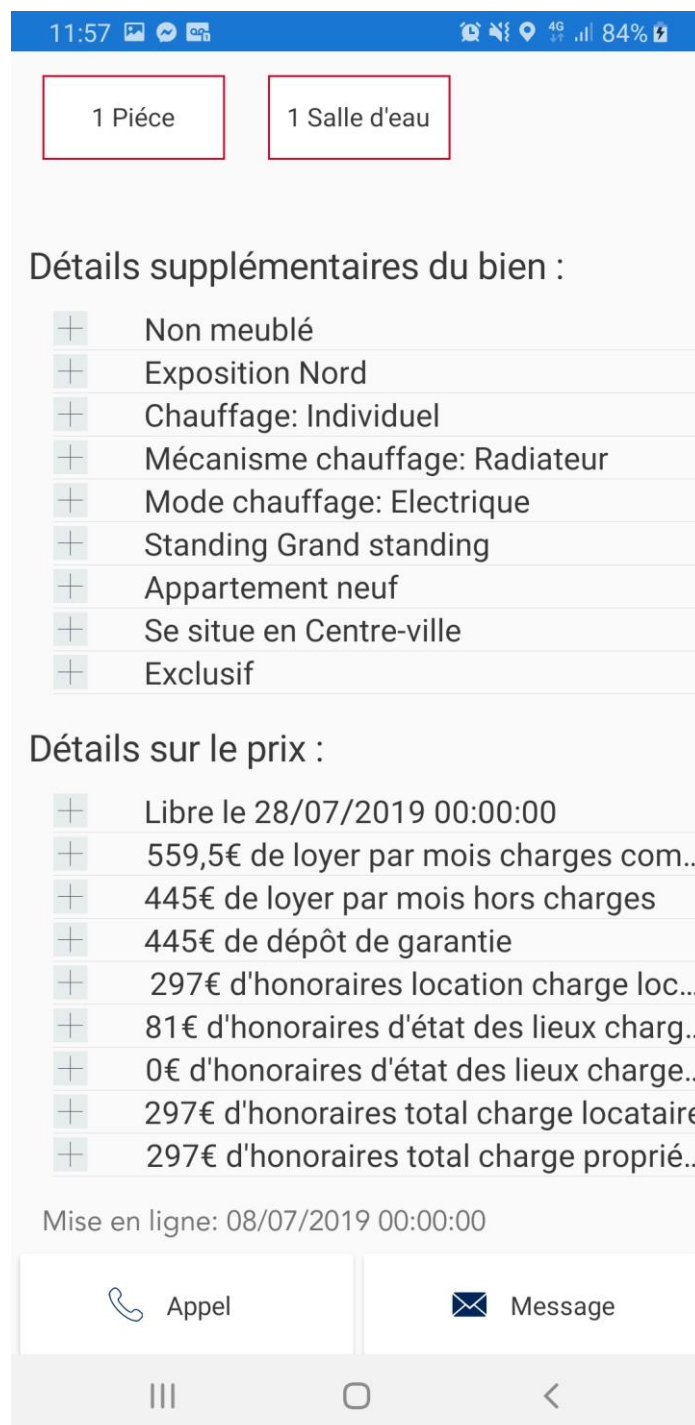 11:57 4G 84%
1 Piéce 1 Salle d'eau
Détails supplémentaires du bien :
Non meublé
Exposition Nord
Chauffage: Individuel
Mécanisme chauffage: Radiateur
Mode chauffage: Electrique
Standing Grand standing
Appartement neuf
Se situe en Centre-ville
Exclusif
Détails sur le prix :
Libre le 28/07/2019 00:00:00
559,5€ de loyer par mois charges com..
445€ de loyer par mois hors charges
445€ de dépôt de garantie
297€ d'honoraires location charge loc...
81€ d'honoraires d'état des lieux charg..
0€ d'honoraires d'état des lieux charge..
297€ d'honoraires total charge locataire
297€ d'honoraires total charge proprié..
Mise en ligne: 08/07/2019 00:00:00
Appel Message